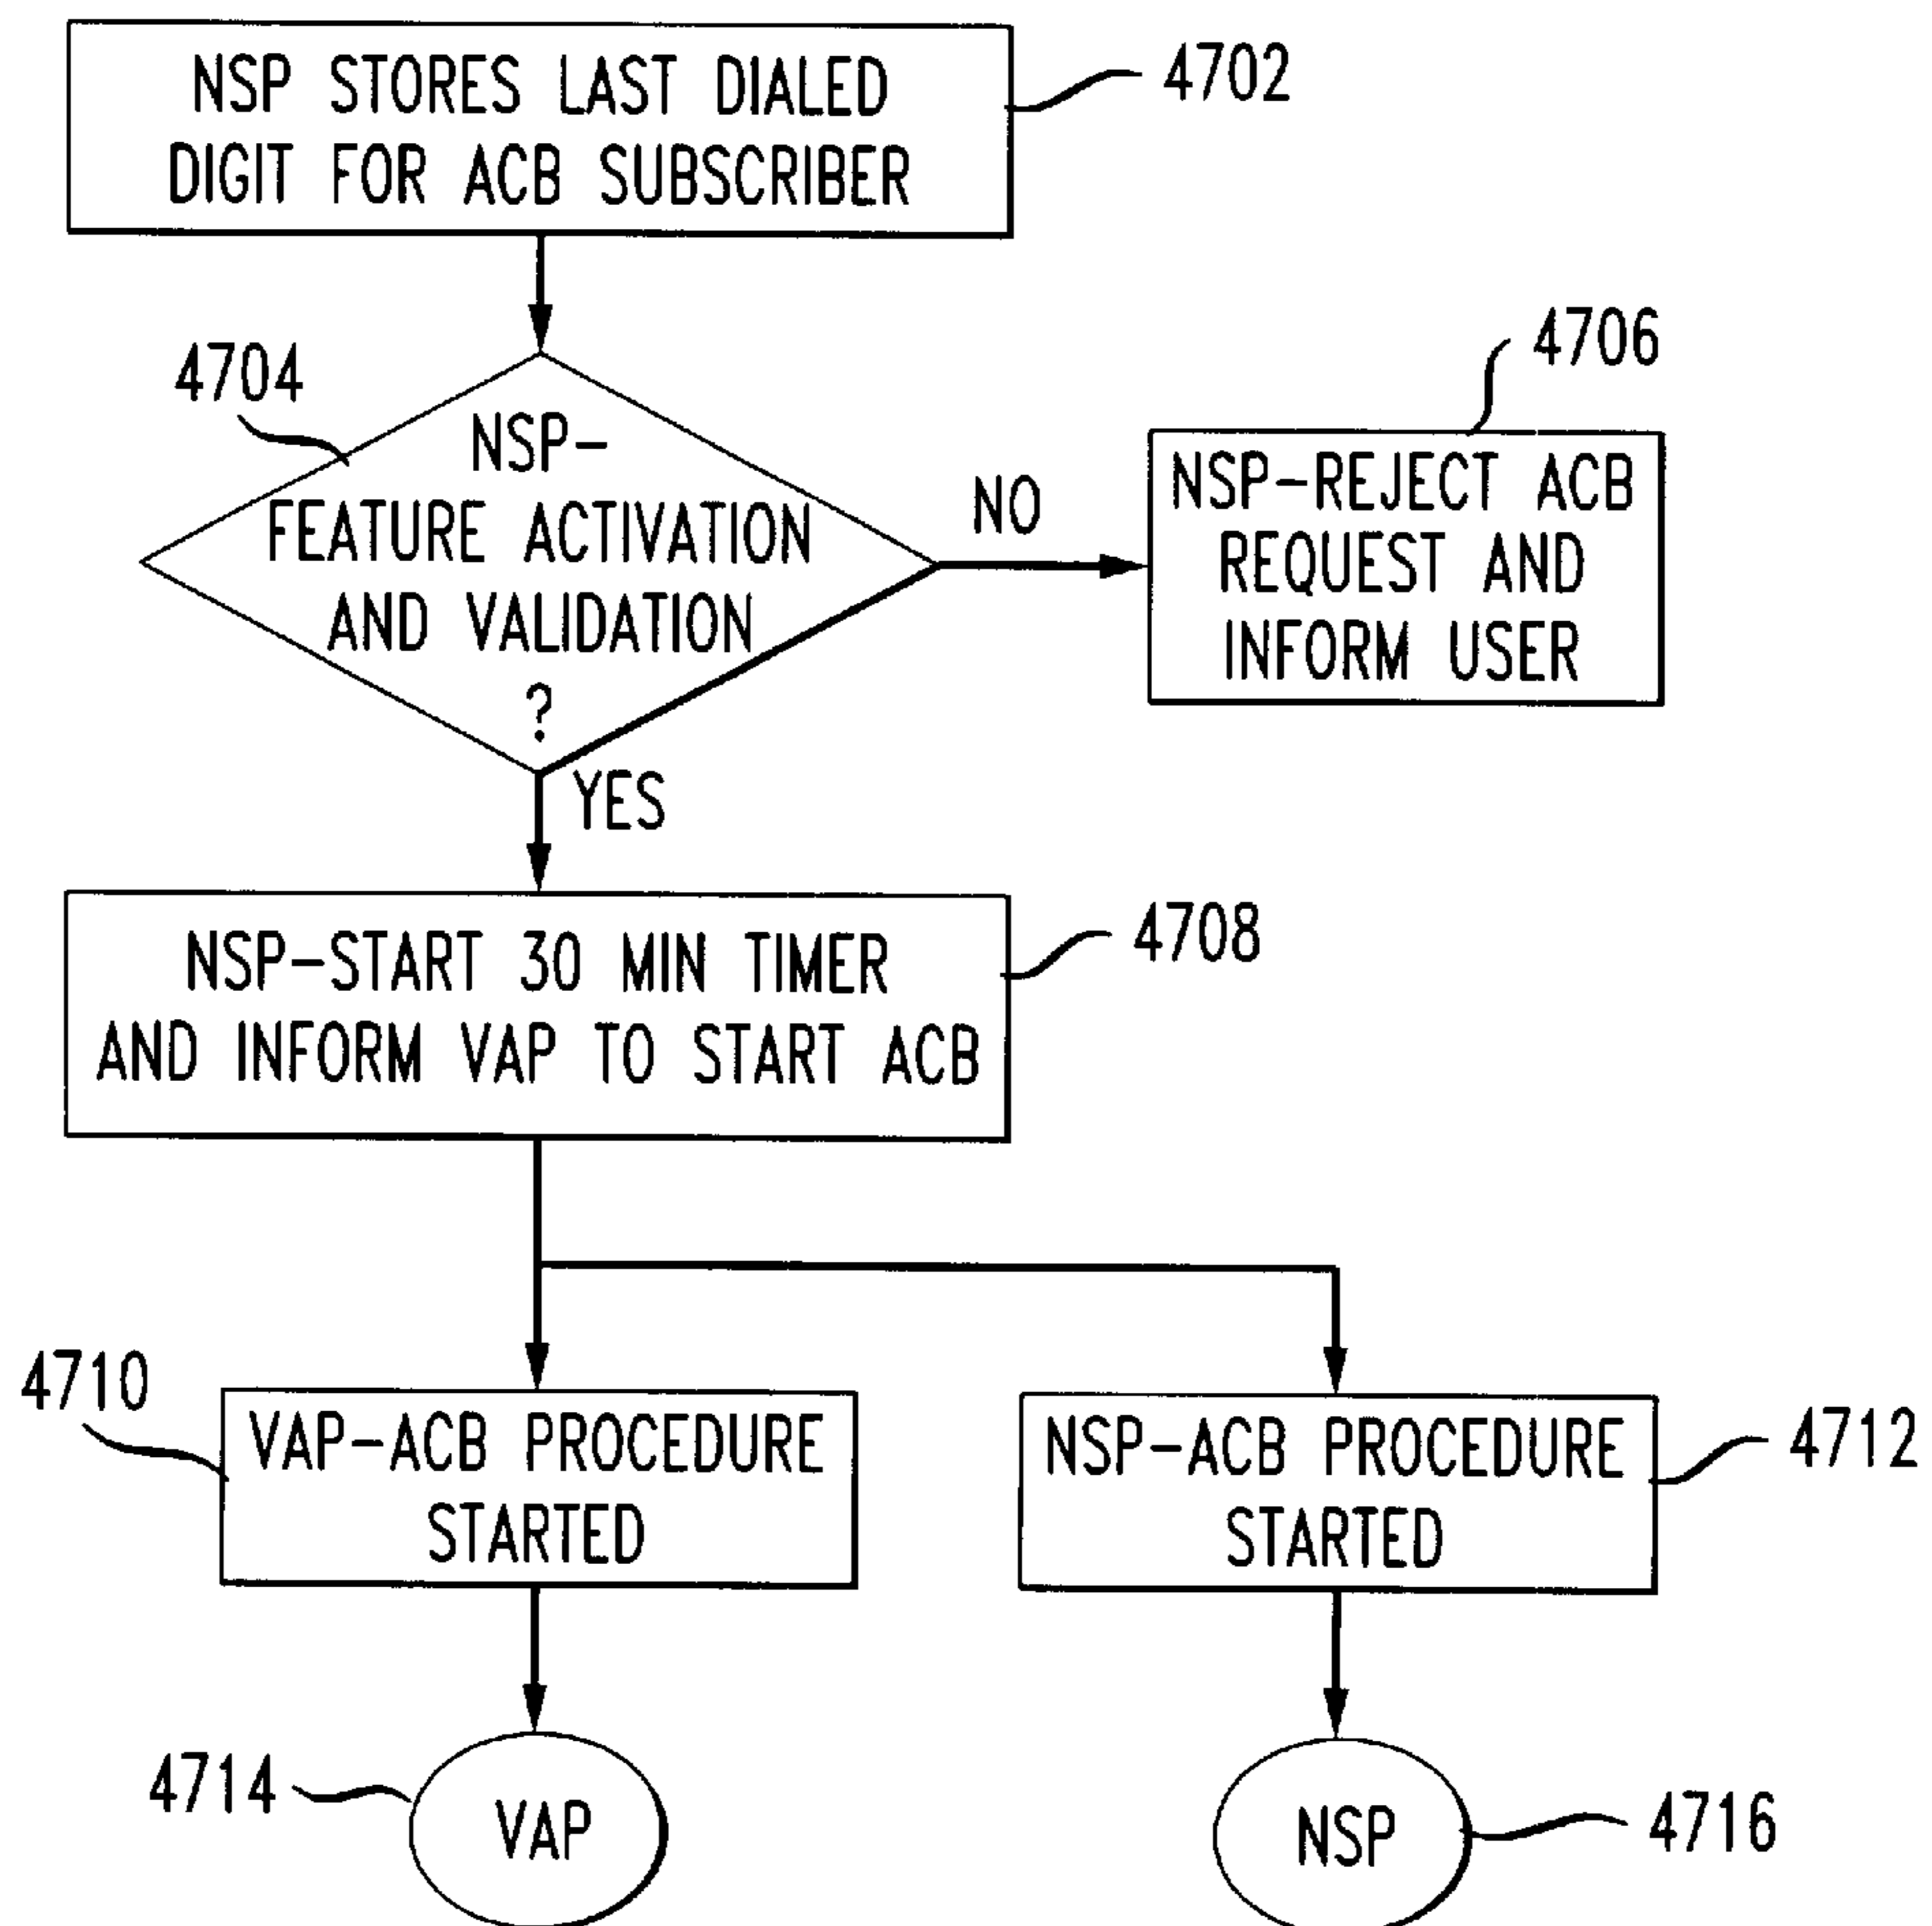 NSP STORES LAST DIALED
DIGIT FOR ACB SUBSCRIBER
4702
4704
NSP-
FEATURE ACTIVATION
AND VALIDATION
?
NO
4706
NSP-REJECT ACB
REQUEST AND
INFORM USER
YES
NSP-START 30 MIN TIMER
AND INFORM VAP TO START ACB
4708
4710
VAP-ACB PROCEDURE
STARTED
NSP-ACB PROCEDURE
STARTED
4712
4714
VAP
NSP
4716